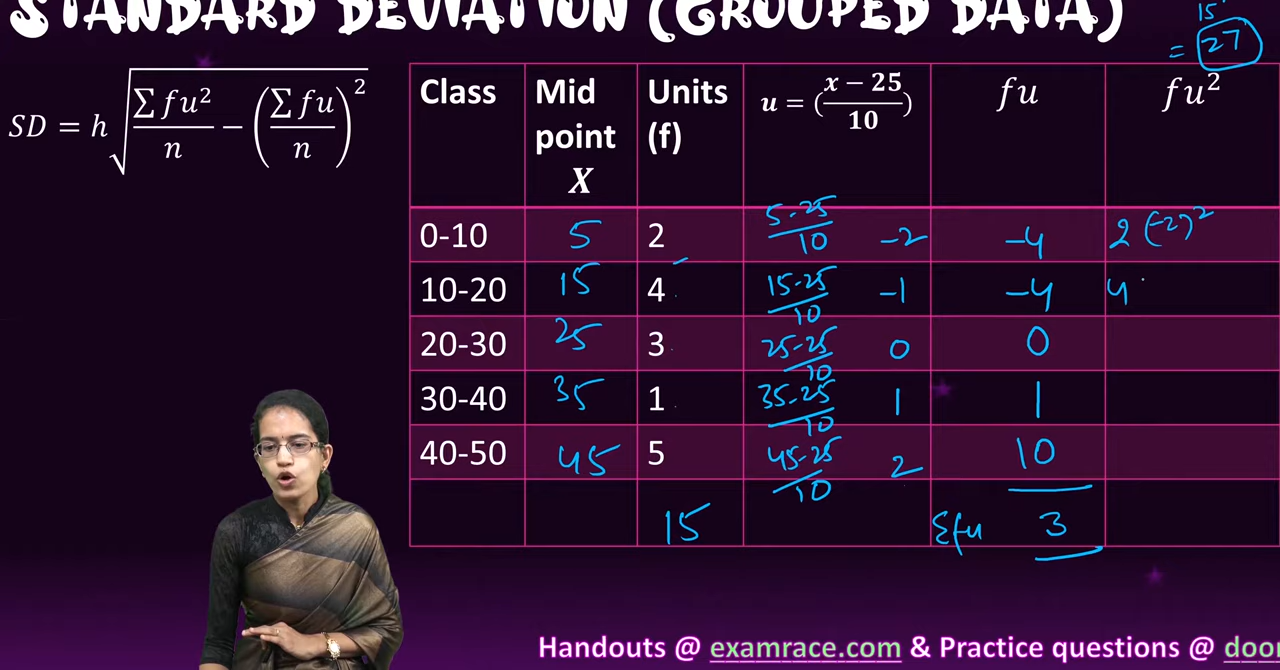 STANDARD DEVIATION (GROUPED DATA)
15
= 27
SD = h √(∑fu²/n − (∑fu/n)²)
Class Mid point X Units (f) u = (x − 25/10) fu fu²
0-10 5 2 5-25/10 -2 -4 2(-2)²
10-20 15 4 15-25/10 -1 -4 4
20-30 25 3 25-25/10 0 0
30-40 35 1 35-25/10 1 1
40-50 45 5 45-25/10 2 10
15 Σfu 3
Handouts @ examrace.com & Practice questions @ door